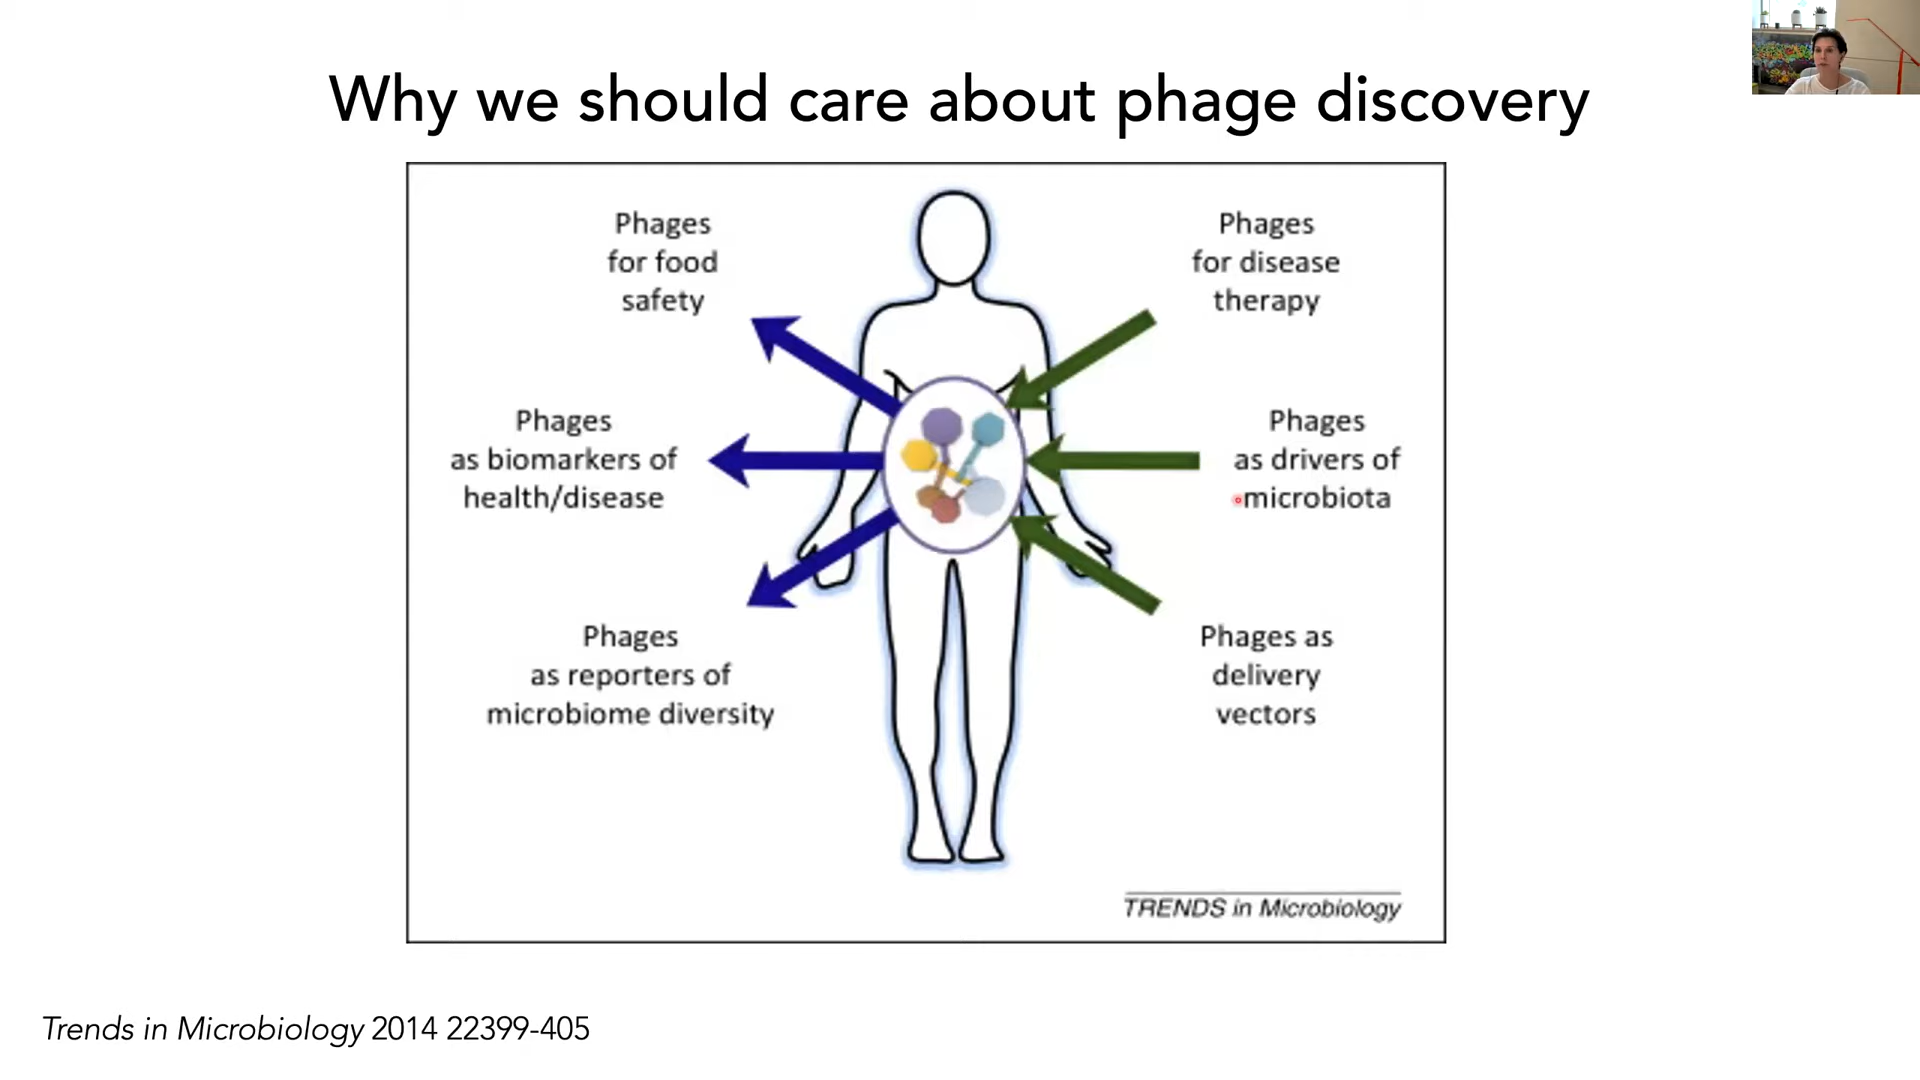 Why we should care about phage discovery
Phages
for food
safety
Phages
for disease
therapy
Phages
as biomarkers of
health/disease
Phages
as drivers of
microbiota
Phages
as reporters of
microbiome diversity
Phages as
delivery
vectors
TRENDS in Microbiology
Trends in Microbiology 2014 22399-405